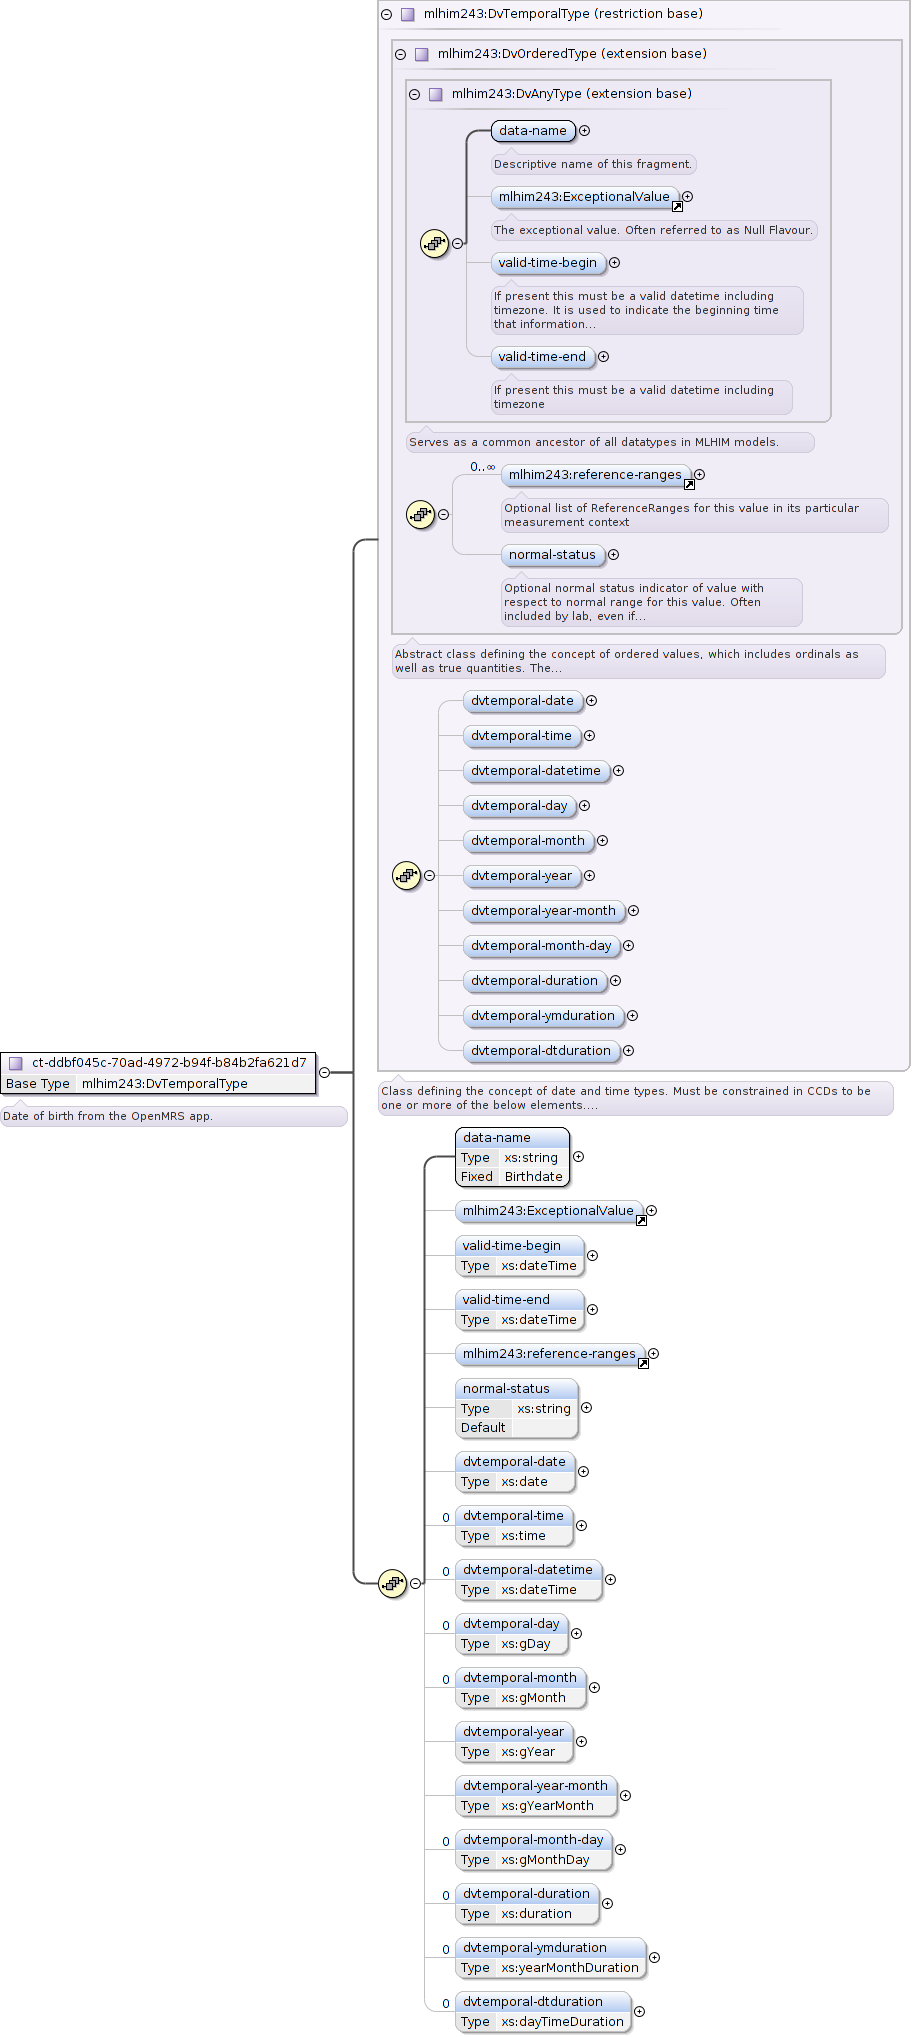 mlhim243:DvTemporalType (restriction base)
mlhim243:DvOrderedType (extension base)
mlhim243:DvAnyType (extension base)
data-name
Descriptive name of this fragment.
mlhim243:ExceptionalValue
The exceptional value. Often referred to as Null Flavour.
valid-time-begin
If present this must be a valid datetime including
timezone. It is used to indicate the beginning time
that information...
valid-time-end
If present this must be a valid datetime including
timezone
Serves as a common ancestor of all datatypes in MLHIM models.
0..∞
mlhim243:reference-ranges
Optional list of ReferenceRanges for this value in its particular
measurement context
normal-status
Optional normal status indicator of value with
respect to normal range for this value. Often
included by lab, even if...
Abstract class defining the concept of ordered values, which includes ordinals as
well as true quantities. The...
dvtemporal-date
dvtemporal-time
dvtemporal-datetime
dvtemporal-day
dvtemporal-month
dvtemporal-year
dvtemporal-year-month
dvtemporal-month-day
dvtemporal-duration
dvtemporal-ymduration
dvtemporal-dtduration
ct-ddbf045c-70ad-4972-b94f-b84b2fa621d7
Base Type mlhim243:DvTemporalType
Date of birth from the OpenMRS app.
Class defining the concept of date and time types. Must be constrained in CCDs to be
one or more of the below elements....
data-name
Type xs:string
Fixed Birthdate
mlhim243:ExceptionalValue
valid-time-begin
Type xs:dateTime
valid-time-end
Type xs:dateTime
mlhim243:reference-ranges
normal-status
Type xs:string
Default
dvtemporal-date
Type xs:date
0 dvtemporal-time
Type xs:time
0 dvtemporal-datetime
Type xs:dateTime
0 dvtemporal-day
Type xs:gDay
0 dvtemporal-month
Type xs:gMonth
dvtemporal-year
Type xs:gYear
dvtemporal-year-month
Type xs:gYearMonth
0 dvtemporal-month-day
Type xs:gMonthDay
0 dvtemporal-duration
Type xs:duration
0 dvtemporal-ymduration
Type xs:yearMonthDuration
0 dvtemporal-dtduration
Type xs:dayTimeDuration